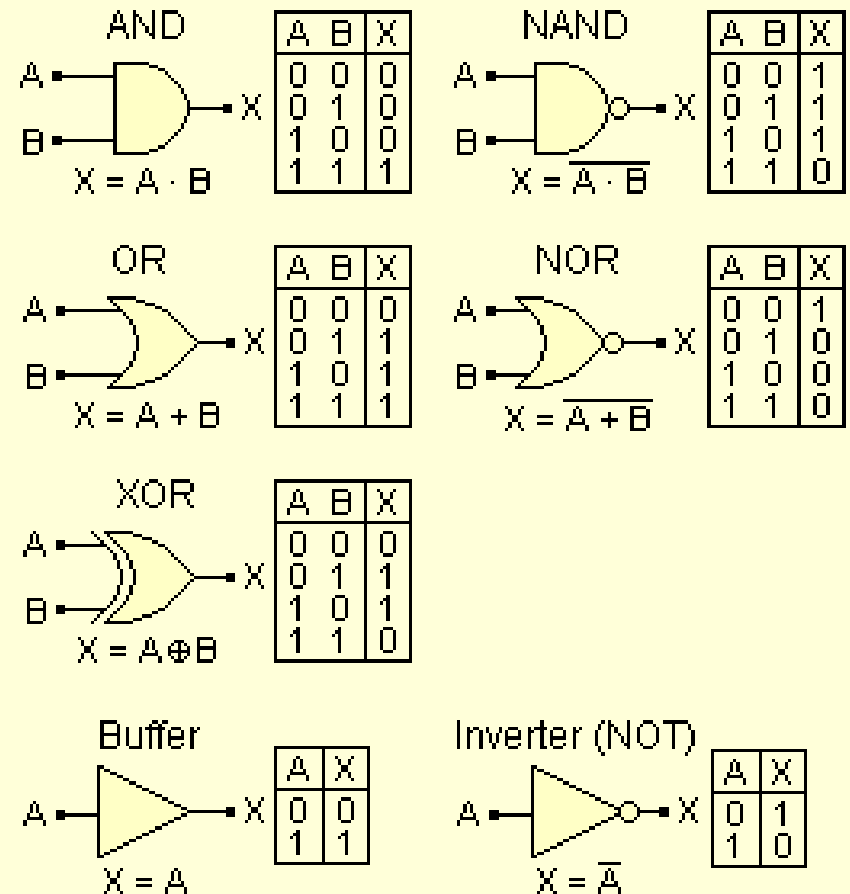 AND
A B X
0 0 0
0 1 0
1 0 0
1 1 1
A
B
X
X = A · B
NAND
A B X
0 0 1
0 1 1
1 0 1
1 1 0
A
B
X
X = A̅ ·̅ B̅
OR
A B X
0 0 0
0 1 1
1 0 1
1 1 1
A
B
X
X = A + B
NOR
A B X
0 0 1
0 1 0
1 0 0
1 1 0
A
B
X
X = A̅ +̅ B̅
XOR
A B X
0 0 0
0 1 1
1 0 1
1 1 0
A
B
X
X = A⊕B
Buffer
A X
0 0
1 1
A
X
X = A
Inverter (NOT)
A X
0 1
1 0
A
X
X = A̅